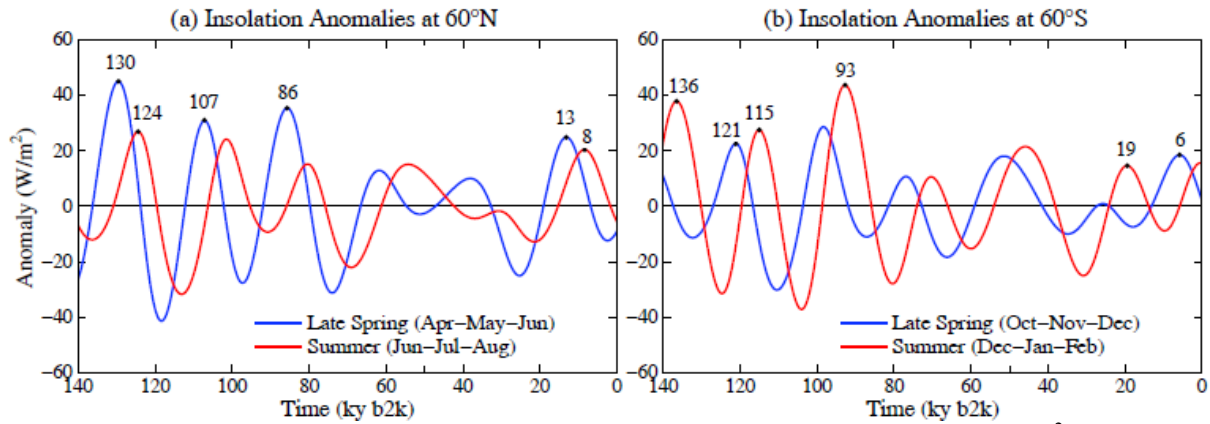 (a) Insolation Anomalies at 60°N
Anomaly (W/m²)
60
40
20
0
−20
−40
−60
130
124
107
86
13
8
Late Spring (Apr−May−Jun)
Summer (Jun−Jul−Aug)
140 120 100 80 60 40 20 0
Time (ky b2k)
(b) Insolation Anomalies at 60°S
60
40
20
0
−20
−40
−60
136
121
115
93
19
6
Late Spring (Oct−Nov−Dec)
Summer (Dec−Jan−Feb)
140 120 100 80 60 40 20 0
Time (ky b2k)